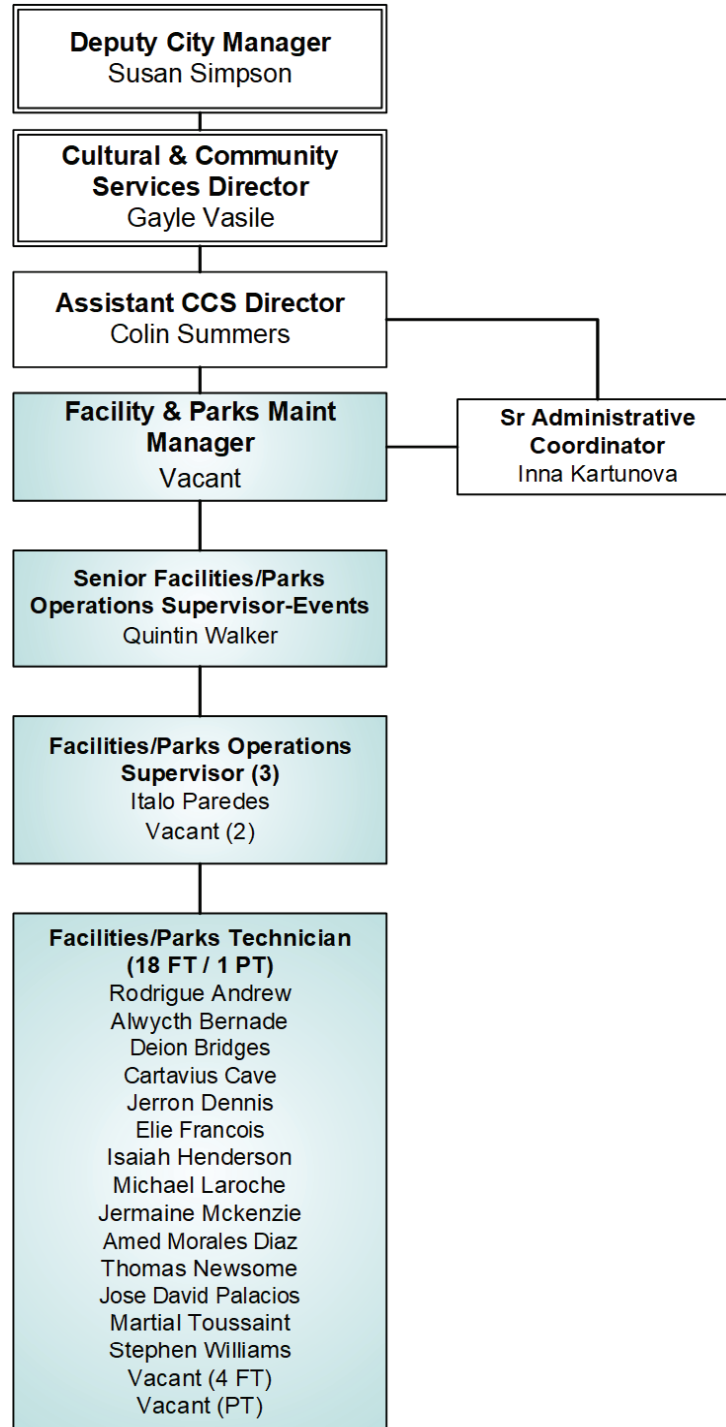 Deputy City Manager
Susan Simpson
Cultural & Community
Services Director
Gayle Vasile
Assistant CCS Director
Colin Summers
Facility & Parks Maint
Manager
Vacant
Sr Administrative
Coordinator
Inna Kartunova
Senior Facilities/Parks
Operations Supervisor-Events
Quintin Walker
Facilities/Parks Operations
Supervisor (3)
Italo Paredes
Vacant (2)
Facilities/Parks Technician
(18 FT / 1 PT)
Rodrigue Andrew
Alwycth Bernade
Deion Bridges
Cartavius Cave
Jerron Dennis
Elie Francois
Isaiah Henderson
Michael Laroche
Jermaine Mckenzie
Amed Morales Diaz
Thomas Newsome
Jose David Palacios
Martial Toussaint
Stephen Williams
Vacant (4 FT)
Vacant (PT)